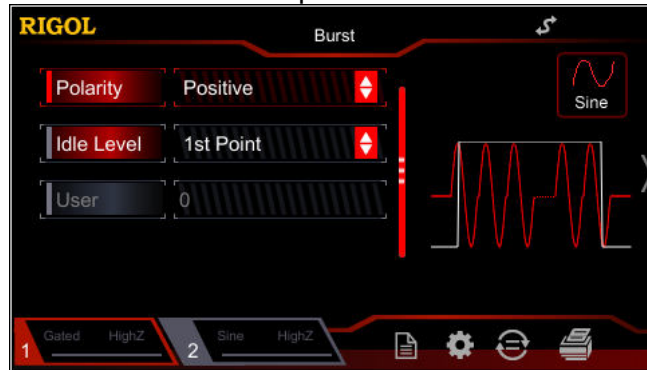 RIGOL
Burst
Polarity Positive
Sine
Idle Level 1st Point
User 0
1 Gated HighZ
2 Sine HighZ